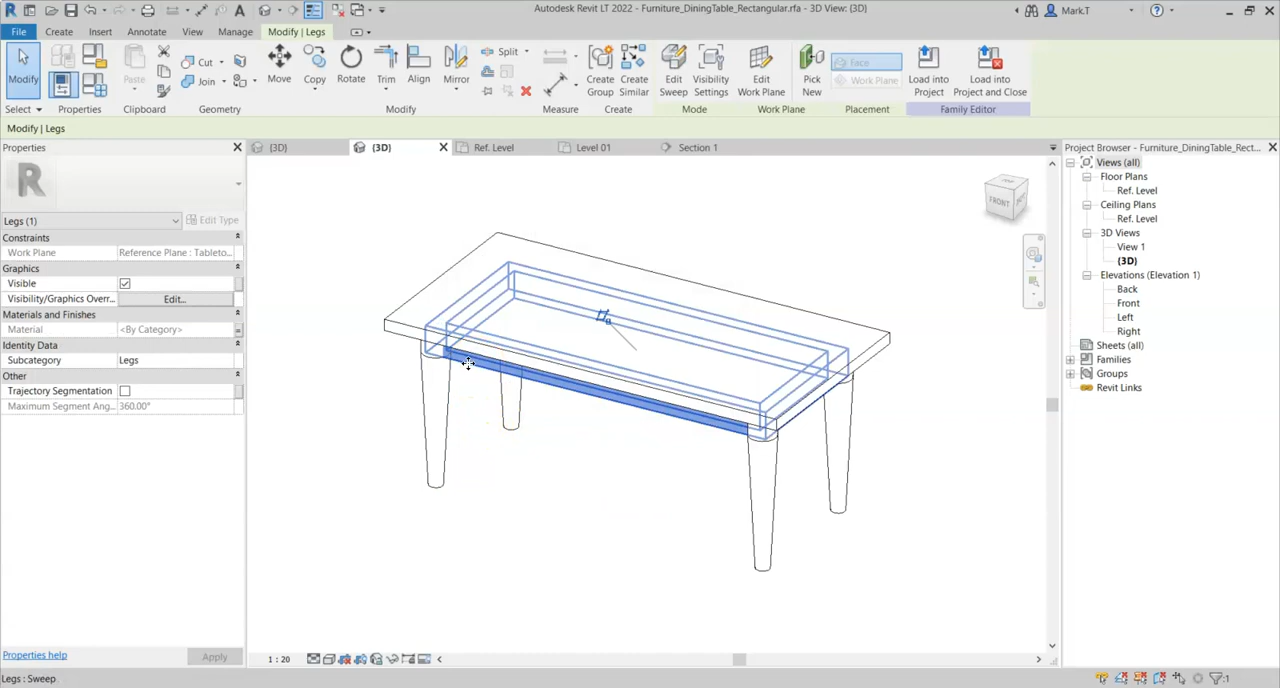 Autodesk Revit LT 2022 - Furniture_DiningTable_Rectangular.rfa - 3D View: {3D}
Mark.T
File Create Insert Annotate View Manage Modify | Legs
Modify
Paste
Cut
Join
Move Copy Rotate Trim Align Mirror
Split
Create Group
Create Similar
Edit Sweep
Visibility Settings
Edit Work Plane
Pick New
Face
Work Plane
Load into Project
Load into Project and Close
Select Properties Clipboard Geometry Modify Measure Create Mode Work Plane Placement Family Editor
Modify | Legs
Properties
R
Legs (1)
Edit Type
Constraints
Work Plane Reference Plane : Tableto...
Graphics
Visible
Visibility/Graphics Overr... Edit...
Materials and Finishes
Material <By Category>
Identity Data
Subcategory Legs
Other
Trajectory Segmentation
Maximum Segment Ang... 360.00°
Properties help
Apply
{3D} {3D} Ref. Level Level 01 Section 1
FRONT
1 : 20
Project Browser - Furniture_DiningTable_Rect...
Views (all)
Floor Plans
Ref. Level
Ceiling Plans
Ref. Level
3D Views
View 1
{3D}
Elevations (Elevation 1)
Back
Front
Left
Right
Sheets (all)
Families
Groups
Revit Links
Legs : Sweep
:1